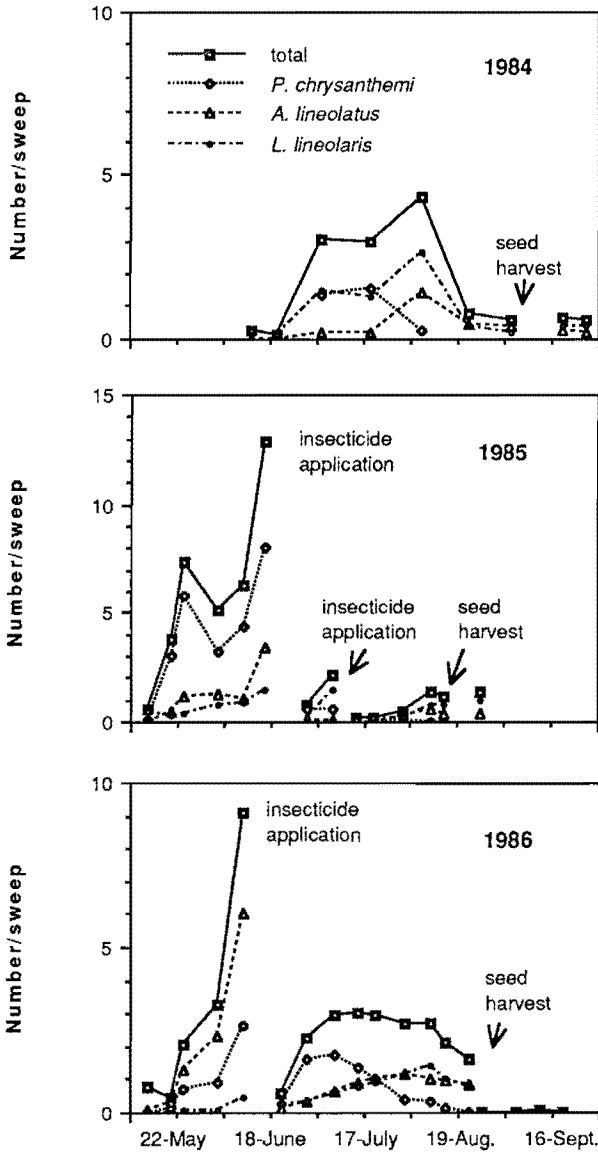 10
total
P. chrysanthemi
A. lineolatus
L. lineolaris
1984
Number/sweep
5
seed
harvest
0
15
insecticide
application
1985
Number/sweep
10
insecticide
application
seed
harvest
5
0
10
insecticide
application
1986
Number/sweep
5
seed
harvest
0
22-May
18-June
17-July
19-Aug.
16-Sept.